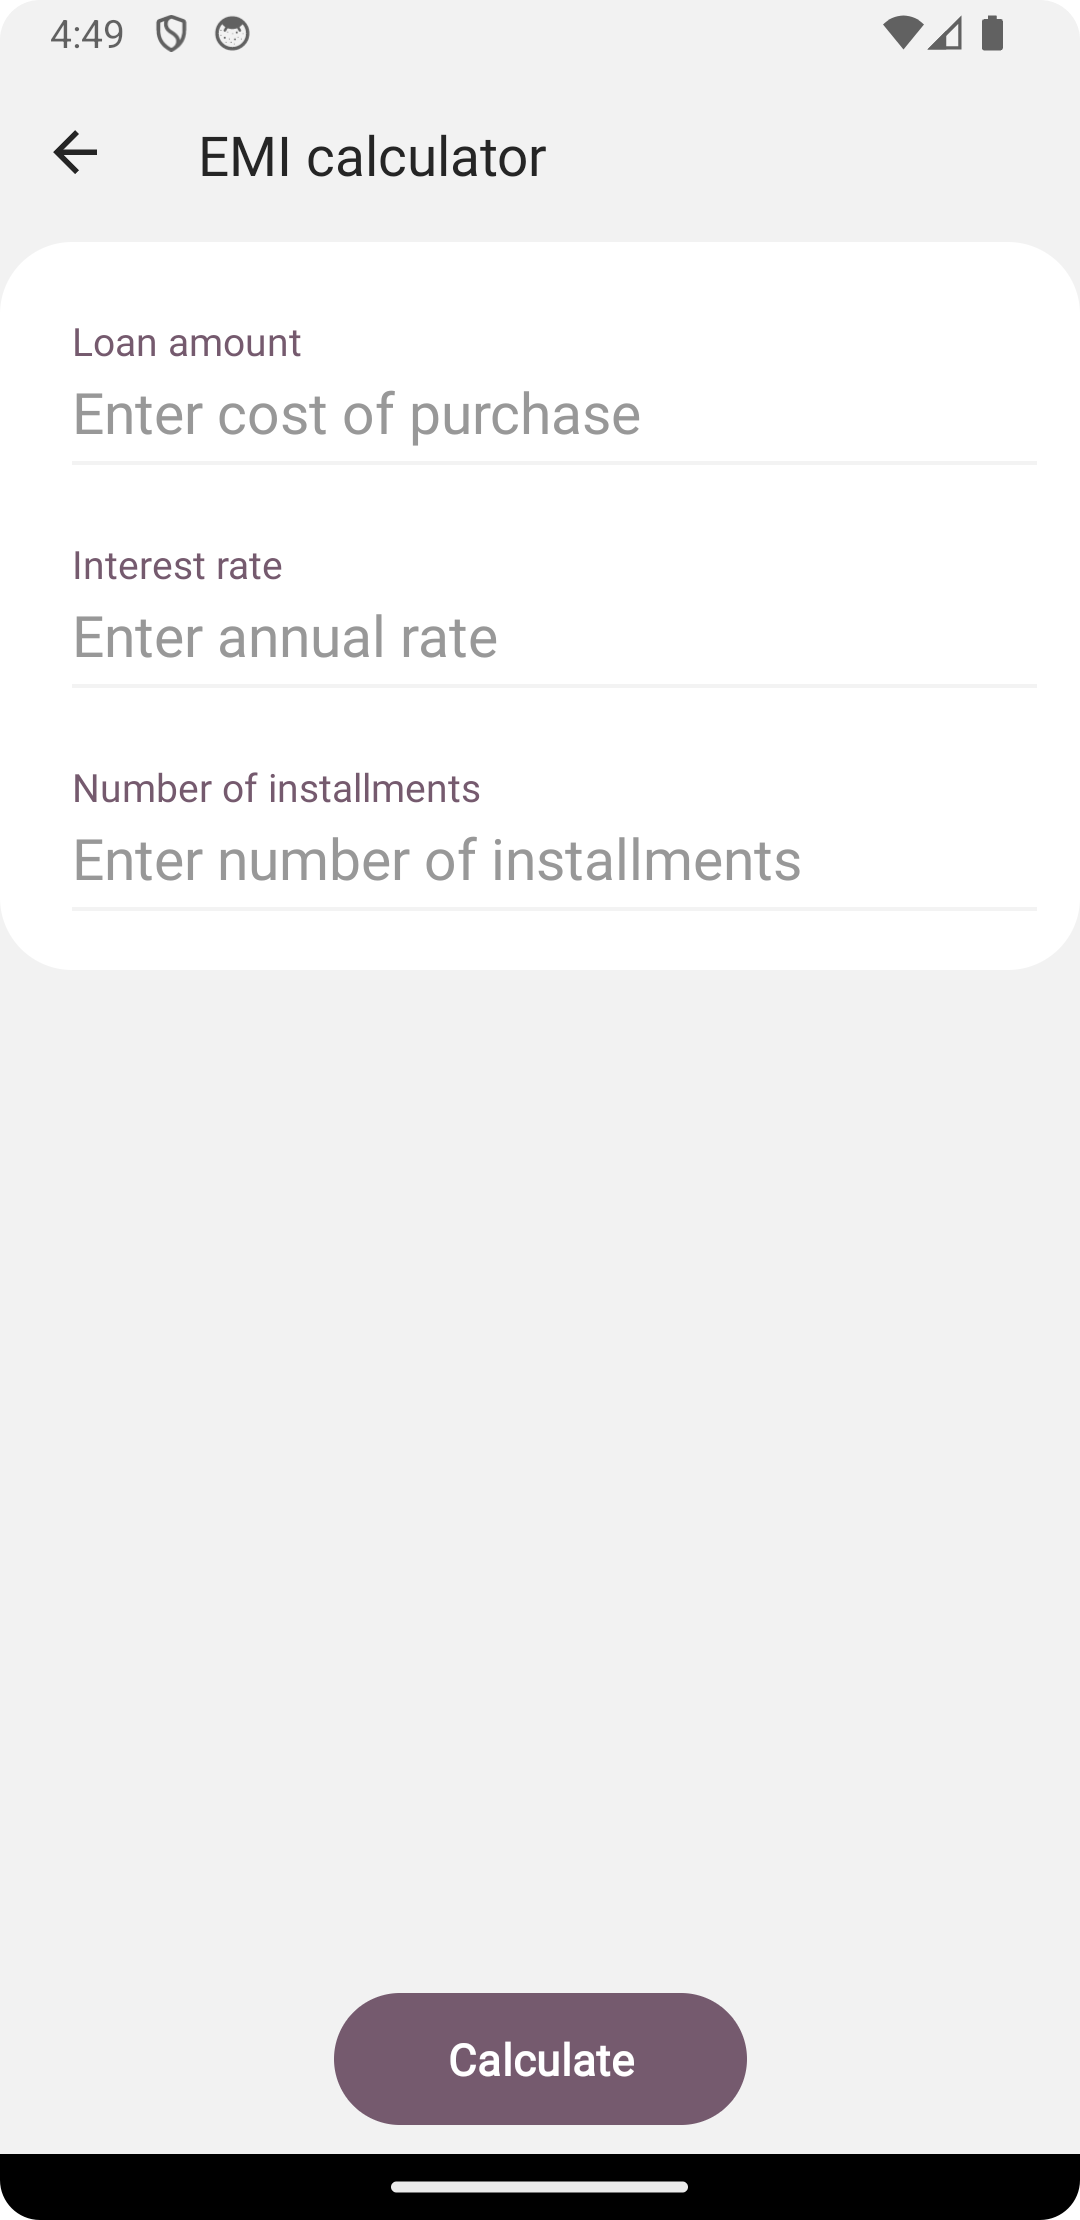 4:49
EMI calculator
Loan amount
Enter cost of purchase
Interest rate
Enter annual rate
Number of installments
Enter number of installments
Calculate